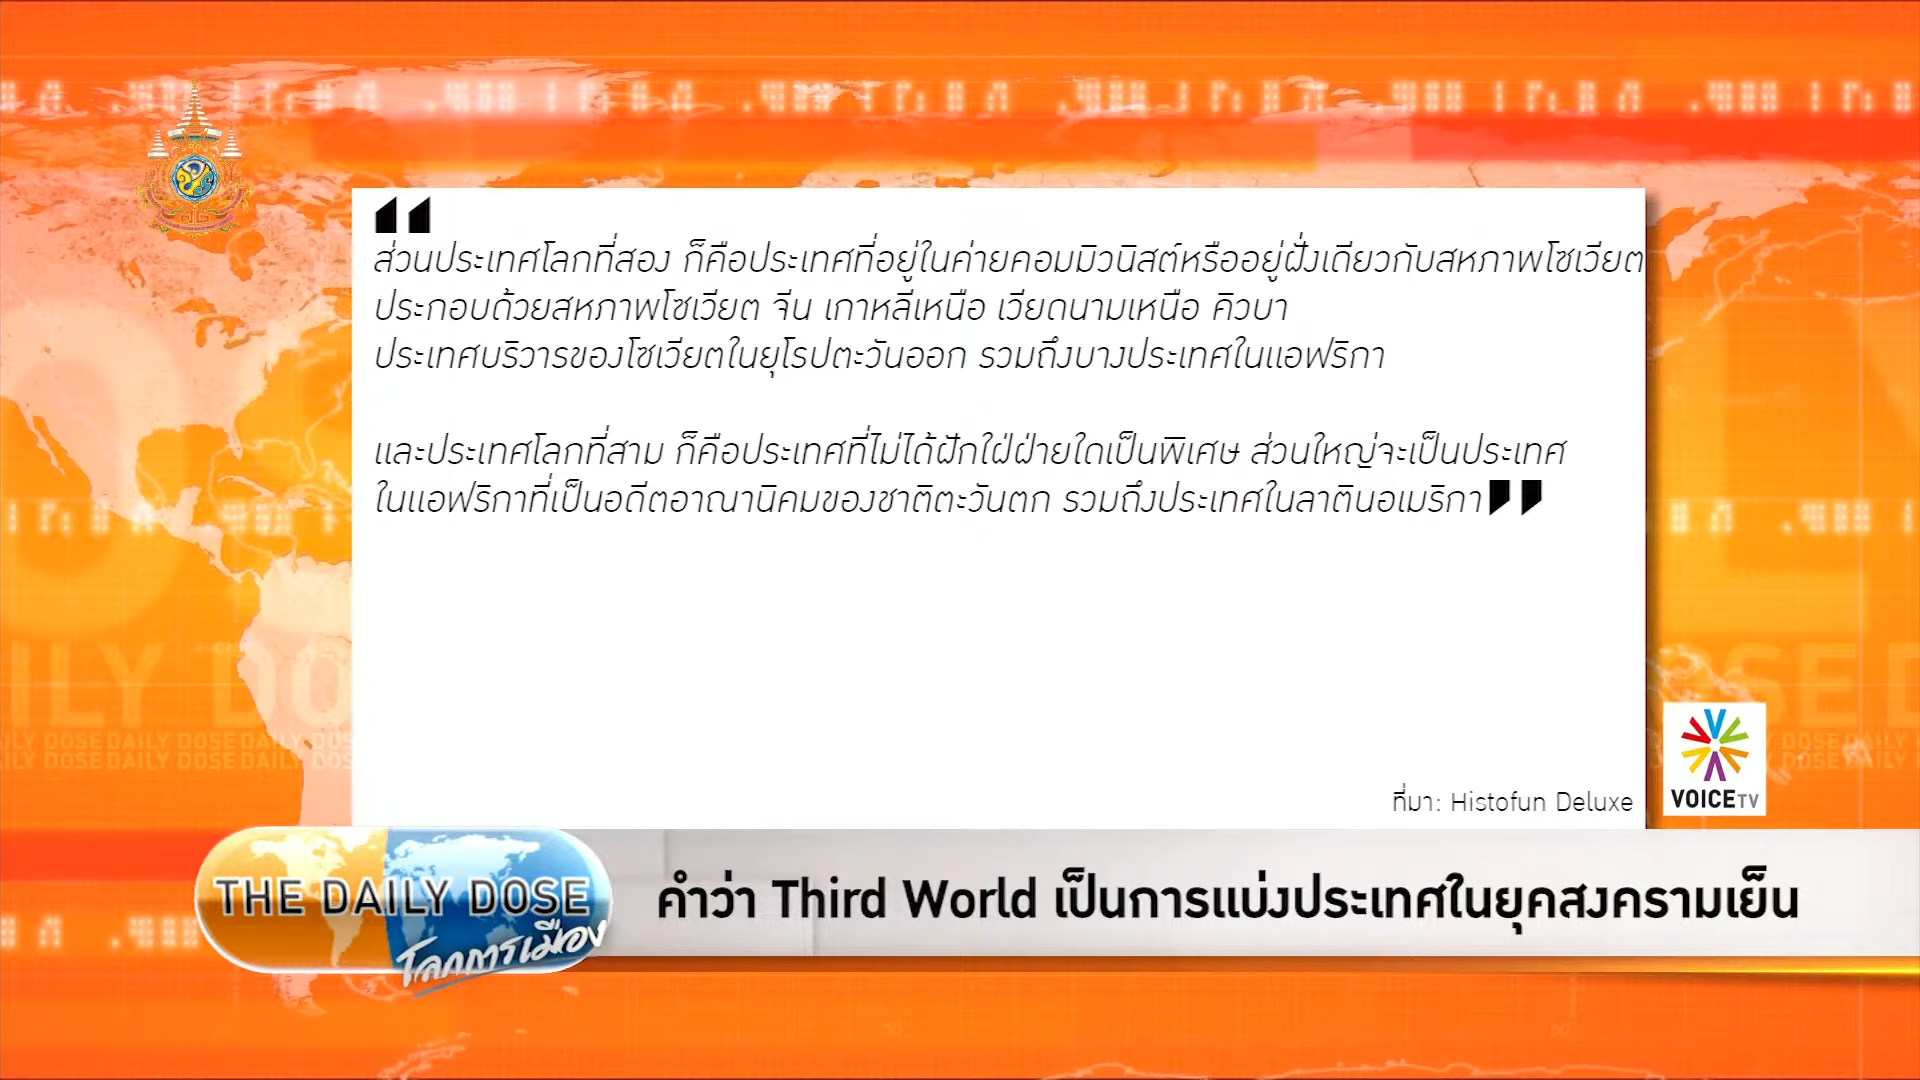 ส่วนประเทศโลกที่สอง ก็คือประเทศที่อยู่ในค่ายคอมมิวนิสต์หรืออยู่ฝั่งเดียวกับสหภาพโซเวียต
ประกอบด้วยสหภาพโซเวียต จีน เกาหลีเหนือ เวียดนามเหนือ คิวบา
ประเทศบริวารของโซเวียตในยุโรปตะวันออก รวมถึงบางประเทศในแอฟริกา
และประเทศโลกที่สาม ก็คือประเทศที่ไม่ได้ฝักใฝ่ฝ่ายใดเป็นพิเศษ ส่วนใหญ่จะเป็นประเทศ
ในแอฟริกาที่เป็นอดีตอาณานิคมของชาติตะวันตก รวมถึงประเทศในลาตินอเมริกา"
ที่มา: Histofun Deluxe
VOICE TV
THE DAILY DOSE
โลกการเมือง
คำว่า Third World เป็นการแบ่งประเทศในยุคสงครามเย็น